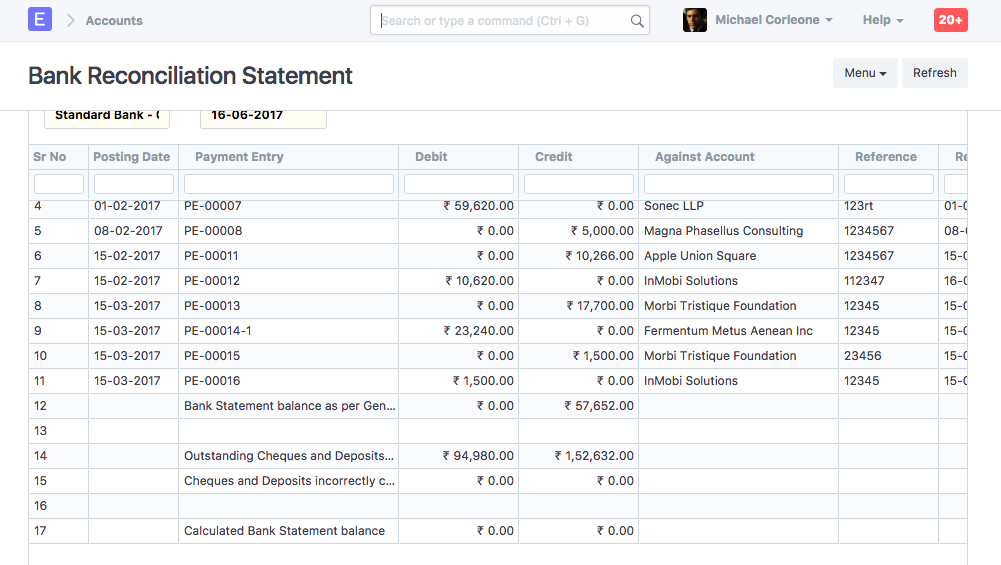 E Accounts Search or type a command (Ctrl + G) Michael Corleone Help 20+
Bank Reconciliation Statement Menu Refresh
Standard Bank - 16-06-2017
Sr No Posting Date Payment Entry Debit Credit Against Account Reference Re
4 01-02-2017 PE-00007 ₹ 59,620.00 ₹ 0.00 Sonec LLP 123rt 01-0
5 08-02-2017 PE-00008 ₹ 0.00 ₹ 5,000.00 Magna Phasellus Consulting 1234567 08-
6 15-02-2017 PE-00011 ₹ 0.00 ₹ 10,266.00 Apple Union Square 1234567 15-0
7 15-02-2017 PE-00012 ₹ 10,620.00 ₹ 0.00 InMobi Solutions 112347 16-0
8 15-03-2017 PE-00013 ₹ 0.00 ₹ 17,700.00 Morbi Tristique Foundation 12345 15-0
9 15-03-2017 PE-00014-1 ₹ 23,240.00 ₹ 0.00 Fermentum Metus Aenean Inc 12345 15-0
10 15-03-2017 PE-00015 ₹ 0.00 ₹ 1,500.00 Morbi Tristique Foundation 23456 15-0
11 15-03-2017 PE-00016 ₹ 1,500.00 ₹ 0.00 InMobi Solutions 12345 15-0
12 Bank Statement balance as per Gen... ₹ 0.00 ₹ 57,652.00
13
14 Outstanding Cheques and Deposits... ₹ 94,980.00 ₹ 1,52,632.00
15 Cheques and Deposits incorrectly c... ₹ 0.00 ₹ 0.00
16
17 Calculated Bank Statement balance ₹ 0.00 ₹ 0.00